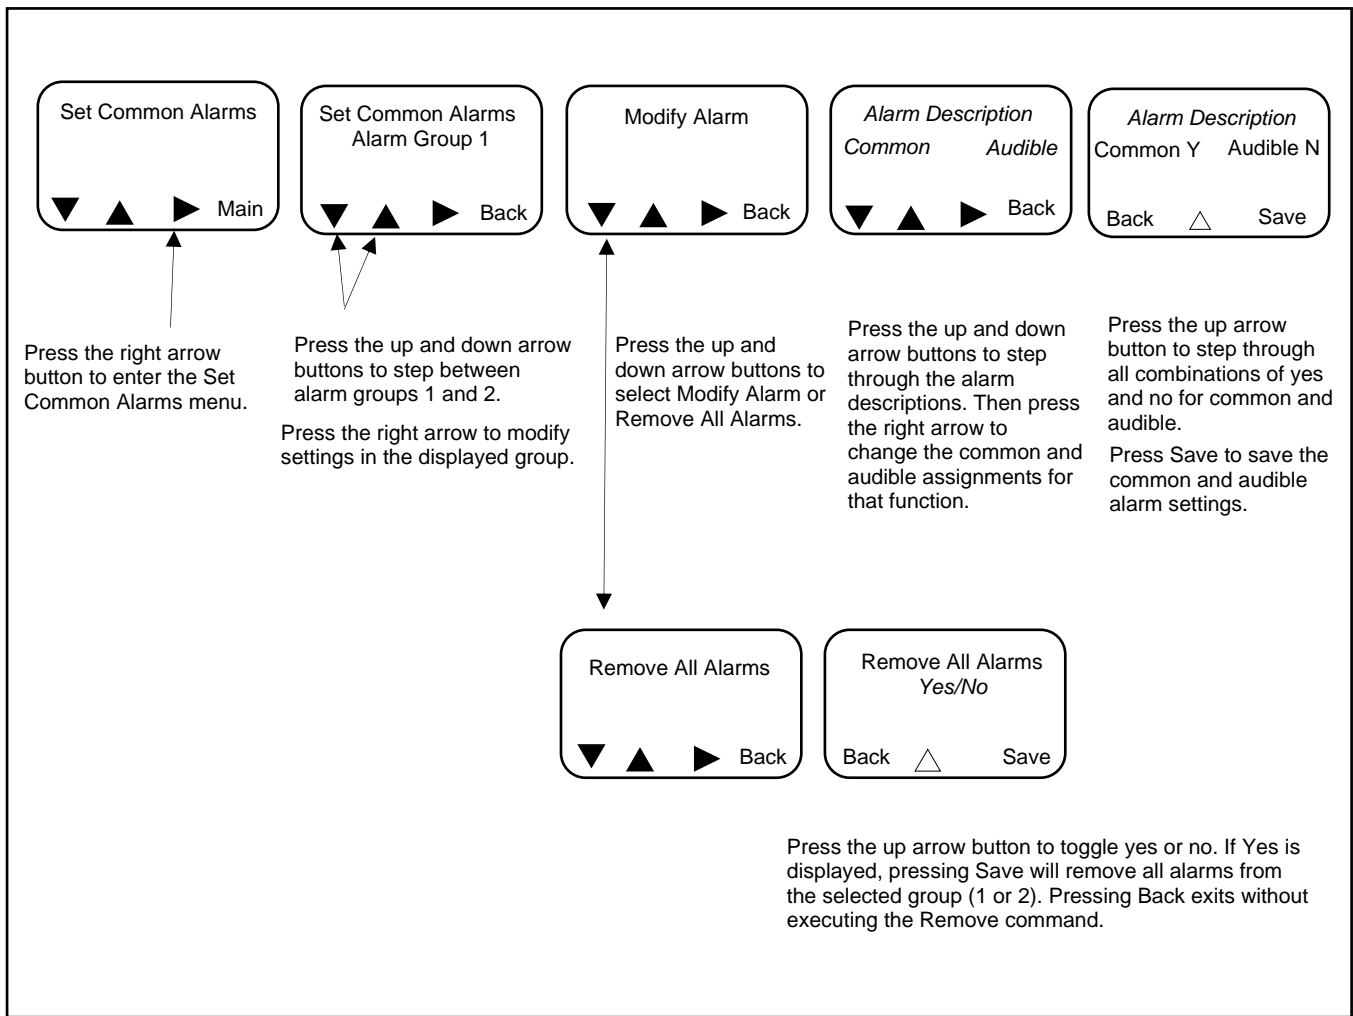 Set Common Alarms
Main
Set Common Alarms
Alarm Group 1
Back
Modify Alarm
Back
Alarm Description
Common Audible
Back
Alarm Description
Common Y Audible N
Back Save
Press the right arrow
button to enter the Set
Common Alarms menu.
Press the up and down arrow
buttons to step between
alarm groups 1 and 2.
Press the right arrow to modify
settings in the displayed group.
Press the up and
down arrow buttons to
select Modify Alarm or
Remove All Alarms.
Press the up and down
arrow buttons to step
through the alarm
descriptions. Then press
the right arrow to
change the common and
audible assignments for
that function.
Press the up arrow
button to step through
all combinations of yes
and no for common and
audible.
Press Save to save the
common and audible
alarm settings.
Remove All Alarms
Back
Remove All Alarms
Yes/No
Back Save
Press the up arrow button to toggle yes or no. If Yes is
displayed, pressing Save will remove all alarms from
the selected group (1 or 2). Pressing Back exits without
executing the Remove command.